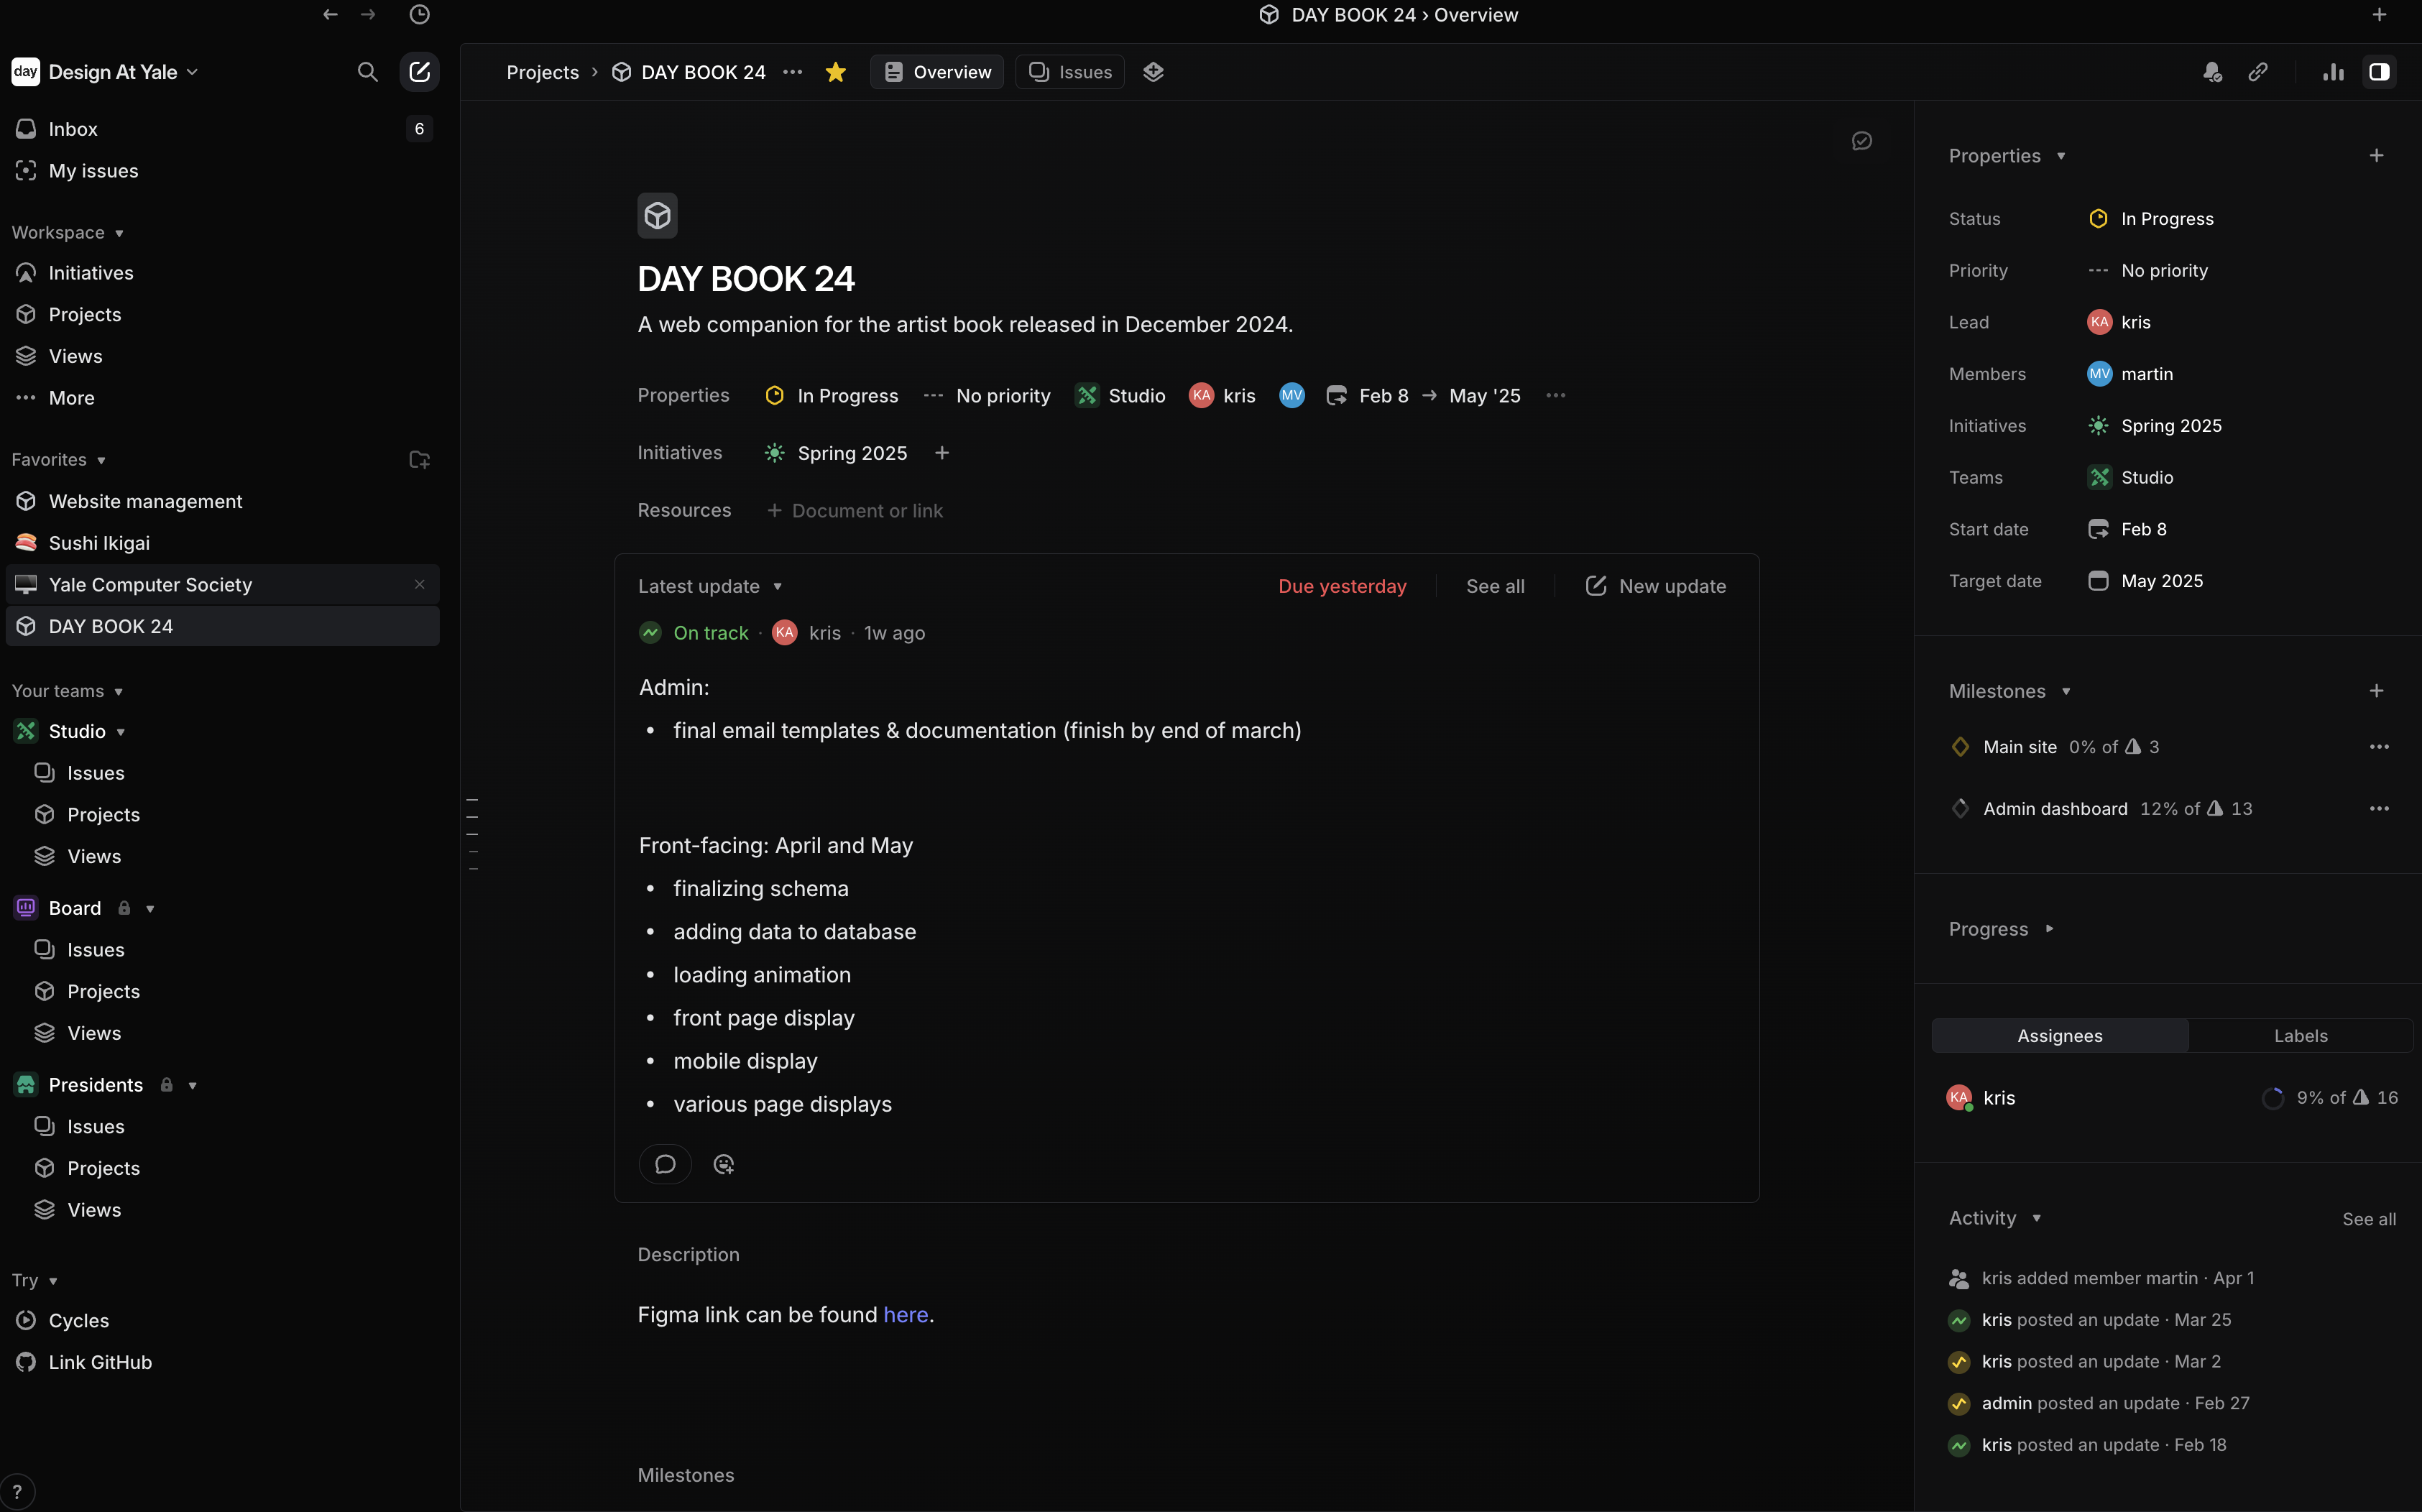 DAY BOOK 24 › Overview
day Design At Yale
Inbox 6
My issues
Workspace
Initiatives
Projects
Views
More
Favorites
Website management
Sushi Ikigai
Yale Computer Society
DAY BOOK 24
Your teams
Studio
Issues
Projects
Views
Board
Issues
Projects
Views
Presidents
Issues
Projects
Views
Try
Cycles
Link GitHub
?
Projects › DAY BOOK 24 Overview Issues
DAY BOOK 24
A web companion for the artist book released in December 2024.
Properties In Progress No priority Studio KA kris MV Feb 8 → May '25
Initiatives Spring 2025
Resources + Document or link
Latest update Due yesterday See all New update
On track · KA kris · 1w ago
Admin:
• final email templates & documentation (finish by end of march)
Front-facing: April and May
• finalizing schema
• adding data to database
• loading animation
• front page display
• mobile display
• various page displays
Description
Figma link can be found here.
Milestones
Properties
Status In Progress
Priority No priority
Lead KA kris
Members MV martin
Initiatives Spring 2025
Teams Studio
Start date Feb 8
Target date May 2025
Milestones
Main site 0% of 3
Admin dashboard 12% of 13
Progress
Assignees Labels
KA kris 9% of 16
Activity See all
kris added member martin · Apr 1
kris posted an update · Mar 25
kris posted an update · Mar 2
admin posted an update · Feb 27
kris posted an update · Feb 18